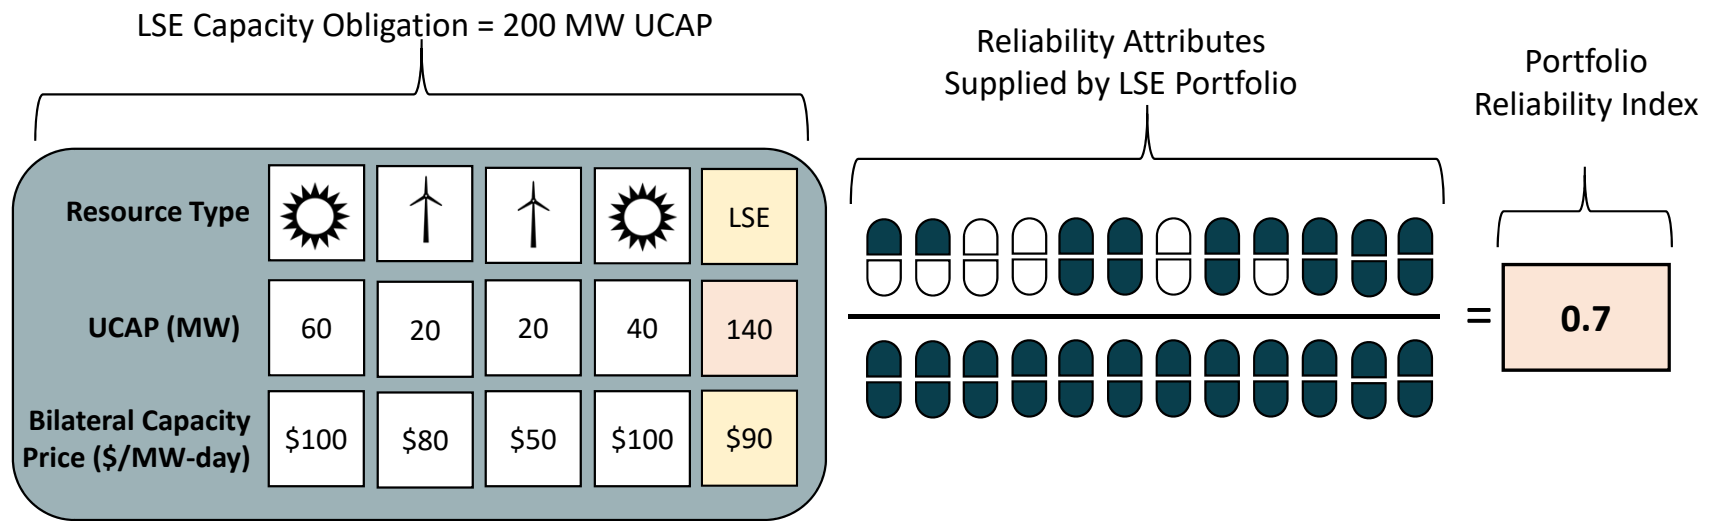 LSE Capacity Obligation = 200 MW UCAP
Reliability Attributes
Supplied by LSE Portfolio
Portfolio
Reliability Index
Resource Type
LSE
UCAP (MW)
60
20
20
40
140
Bilateral Capacity
Price ($/MW-day)
$100
$80
$50
$100
$90
=
0.7